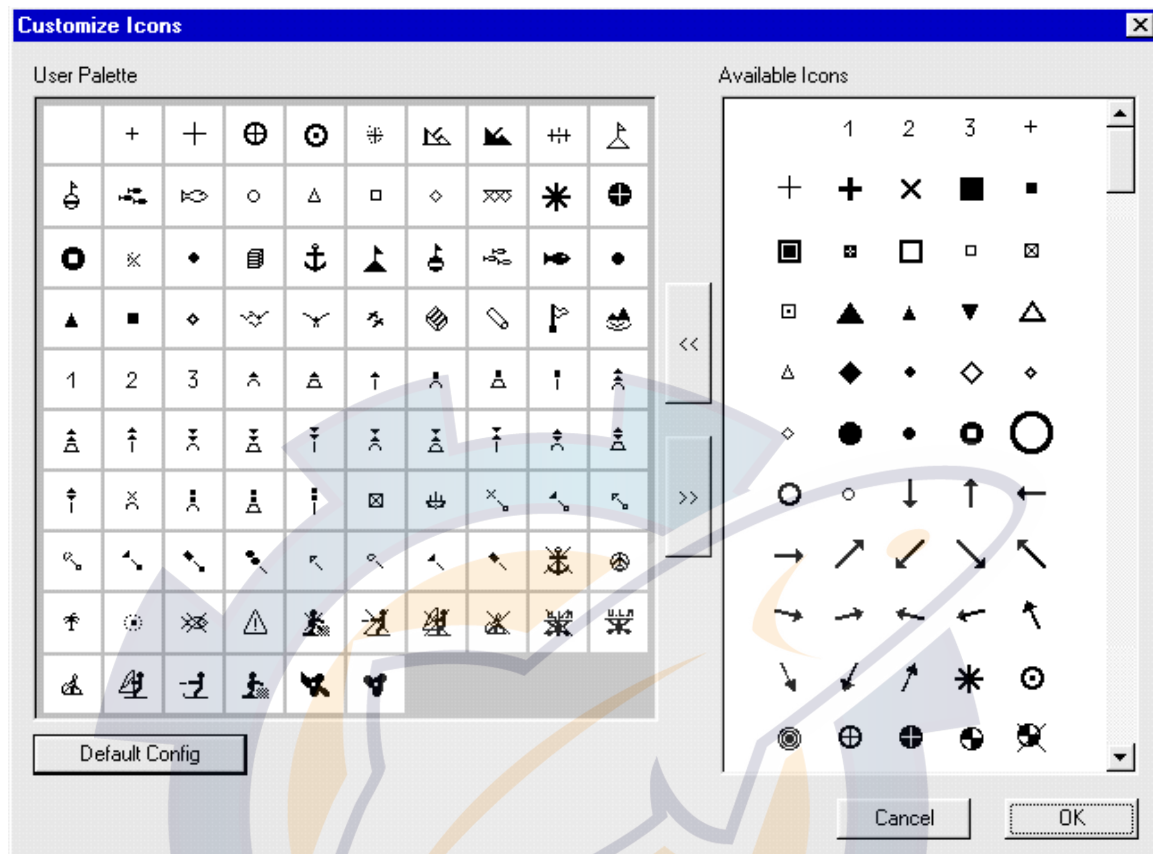 Customize Icons
User Palette
Available Icons
1 2 3
1 2 3
<<
>>
Default Config
Cancel
OK